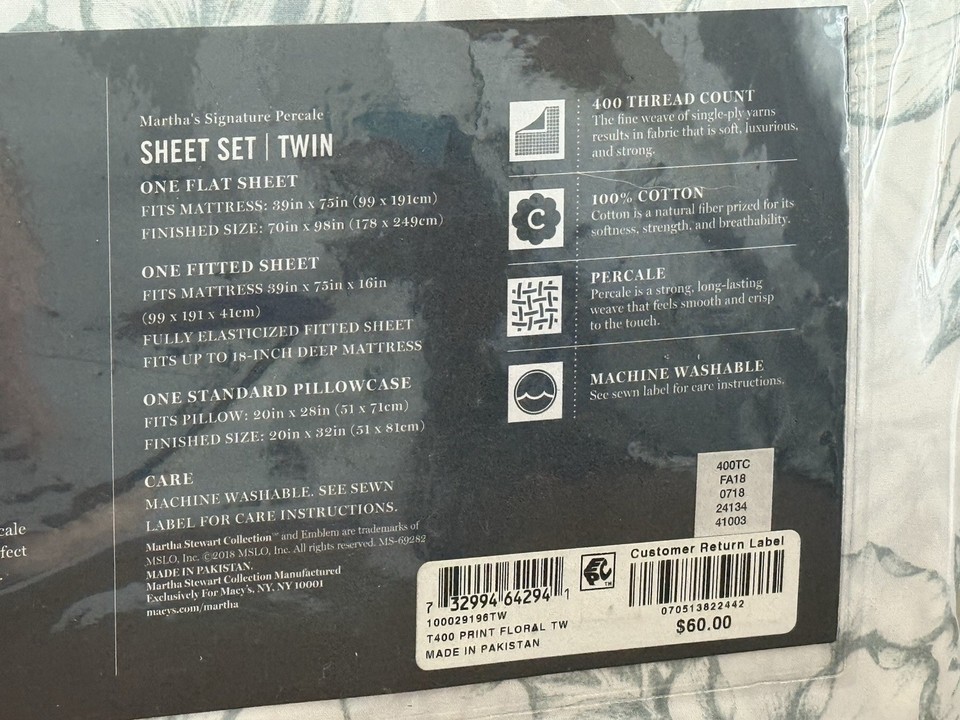 Martha's Signature Percale
SHEET SET | TWIN
ONE FLAT SHEET
FITS MATTRESS: 39in x 75in (99 x 191cm)
FINISHED SIZE: 70in x 98in (178 x 249cm)
ONE FITTED SHEET
FITS MATTRESS 39in x 75in x 16in
(99 x 191 x 41cm)
FULLY ELASTICIZED FITTED SHEET
FITS UP TO 18-INCH DEEP MATTRESS
ONE STANDARD PILLOWCASE
FITS PILLOW: 20in x 28in (51 x 71cm)
FINISHED SIZE: 20in x 32in (51 x 81cm)
CARE
MACHINE WASHABLE. SEE SEWN
LABEL FOR CARE INSTRUCTIONS.
Martha Stewart Collection™ and Emblem are trademarks of
MSLO, Inc. ©2018 MSLO, Inc. All rights reserved. MS-69282
MADE IN PAKISTAN.
Martha Stewart Collection Manufactured
Exclusively For Macy's, NY, NY 10001
macys.com/martha
400 THREAD COUNT
The fine weave of single-ply yarns
results in fabric that is soft, luxurious,
and strong.
C
100% COTTON
Cotton is a natural fiber prized for its
softness, strength, and breathability.
PERCALE
Percale is a strong, long-lasting
weave that feels smooth and crisp
to the touch.
MACHINE WASHABLE
See sewn label for care instructions.
400TC
FA18
0718
24134
41003
7 32994 64294 1
100029196TW
T400 PRINT FLORAL TW
MADE IN PAKISTAN
EPC™
Customer Return Label
070513822442
$60.00